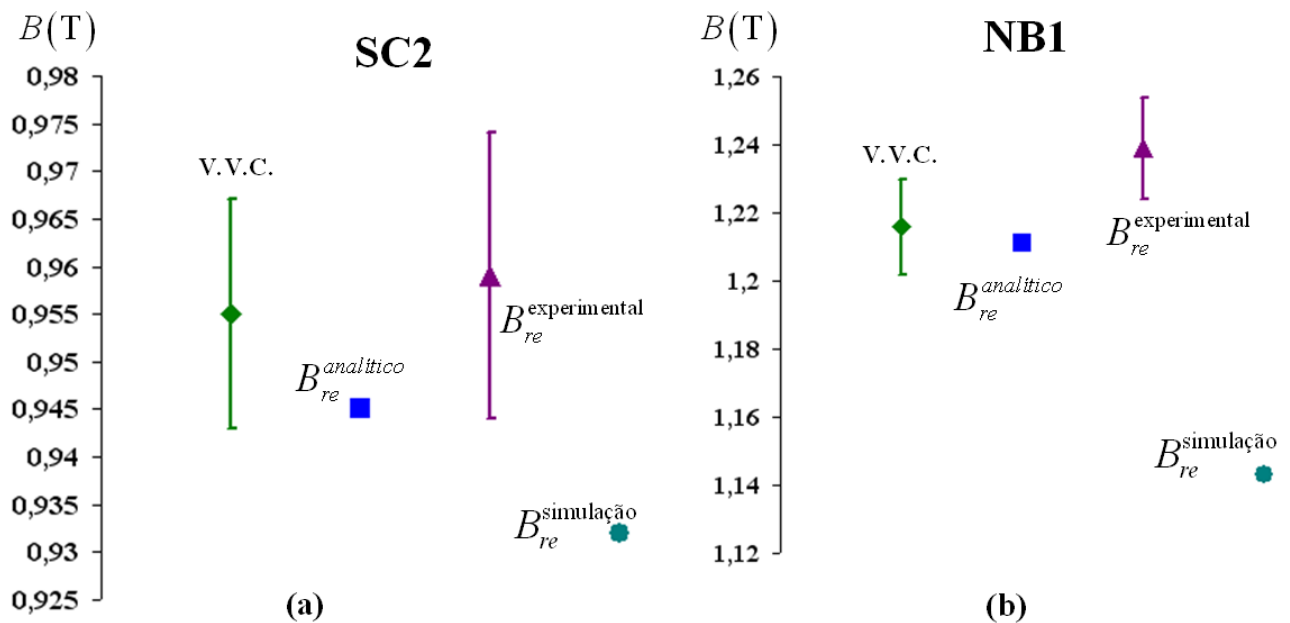 B(T)
SC2
0,98
0,975
0,97
0,965
0,96
0,955
0,95
0,945
0,94
0,935
0,93
0,925
V.V.C.
B_re^analítico
B_re^experimental
B_re^simulação
(a)
B(T)
NB1
1,26
1,24
1,22
1,2
1,18
1,16
1,14
1,12
V.V.C.
B_re^analítico
B_re^experimental
B_re^simulação
(b)